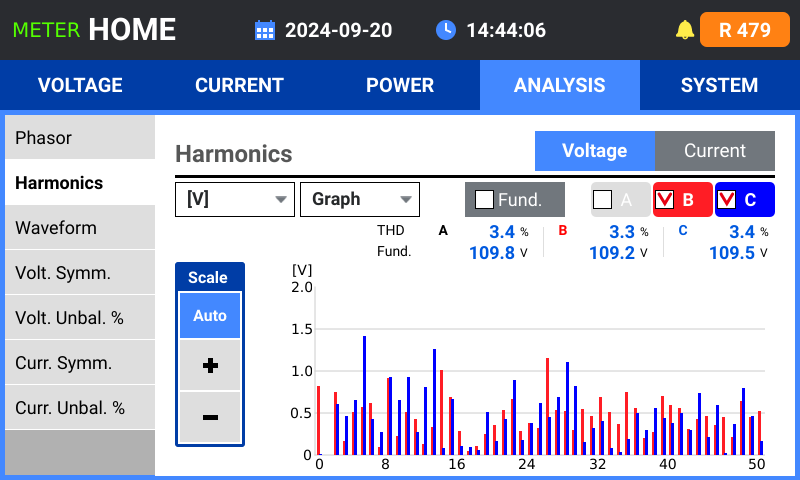 METER HOME 2024-09-20 14:44:06 R 479
VOLTAGE CURRENT POWER ANALYSIS SYSTEM
Phasor
Harmonics
Waveform
Volt. Symm.
Volt. Unbal. %
Curr. Symm.
Curr. Unbal. %
Harmonics Voltage Current
[V] Graph Fund. A B C
THD A 3.4 % B 3.3 % C 3.4 %
Fund. 109.8 V 109.2 V 109.5 V
Scale
Auto
+
−
[V]
2.0
1.5
1.0
0.5
0
0 8 16 24 32 40 50